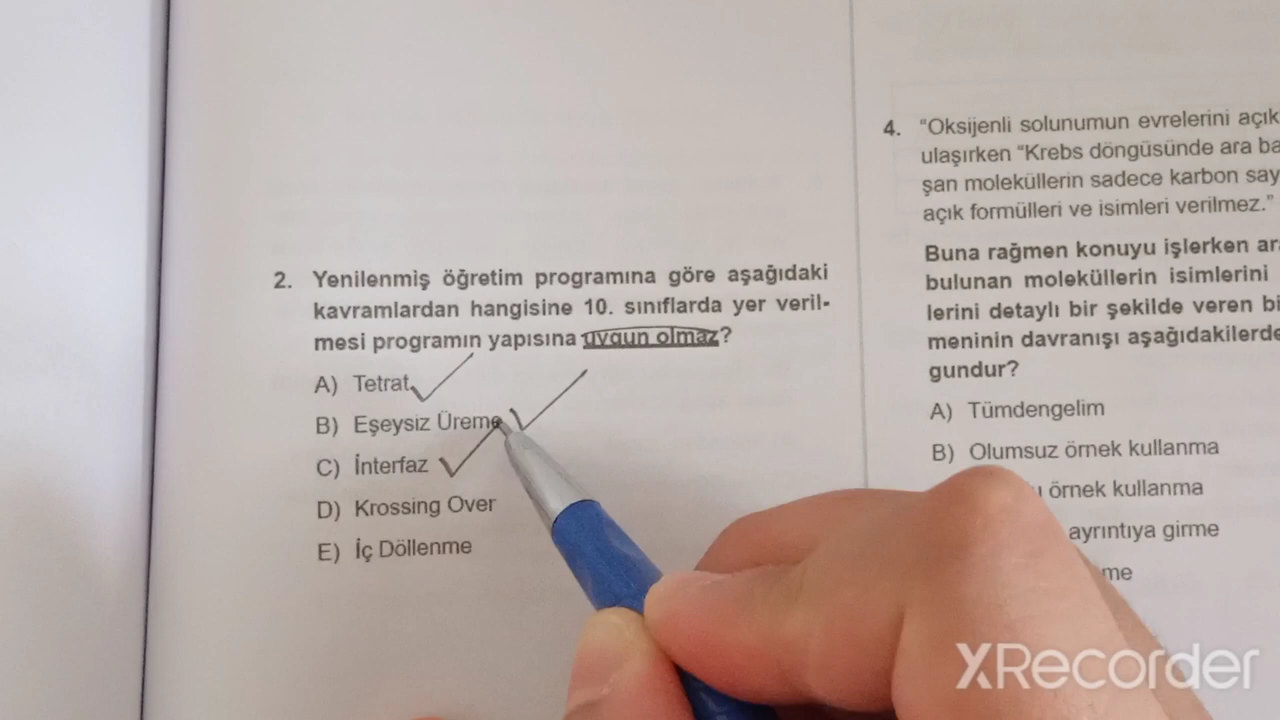 2. Yenilenmiş öğretim programına göre aşağıdaki
kavramlardan hangisine 10. sınıflarda yer veril-
mesi programın yapısına uygun olmaz?
A) Tetrat
B) Eşeysiz Üreme
C) İnterfaz
D) Krossing Over
E) İç Döllenme
4. “Oksijenli solunumun evrelerini açık
ulaşırken “Krebs döngüsünde ara ba
şan moleküllerin sadece karbon say
açık formülleri ve isimleri verilmez.”
Buna rağmen konuyu işlerken ar
bulunan moleküllerin isimlerini
lerini detaylı bir şekilde veren bi
meninin davranışı aşağıdakilerde
gundur?
A) Tümdengelim
B) Olumsuz örnek kullanma
örnek kullanma
ayrıntıya girme
me
XRecorder